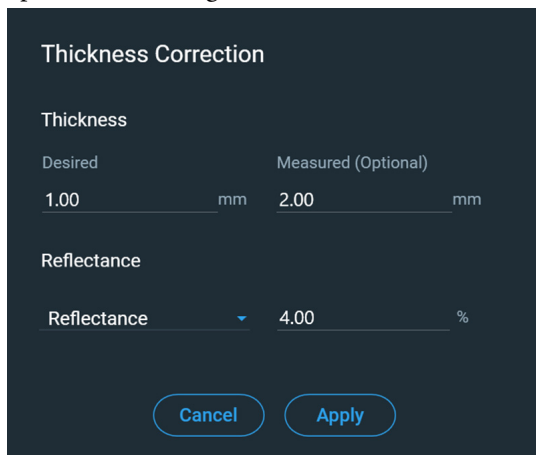 Thickness Correction
Thickness
Desired Measured (Optional)
1.00 mm 2.00 mm
Reflectance
Reflectance 4.00 %
Cancel Apply